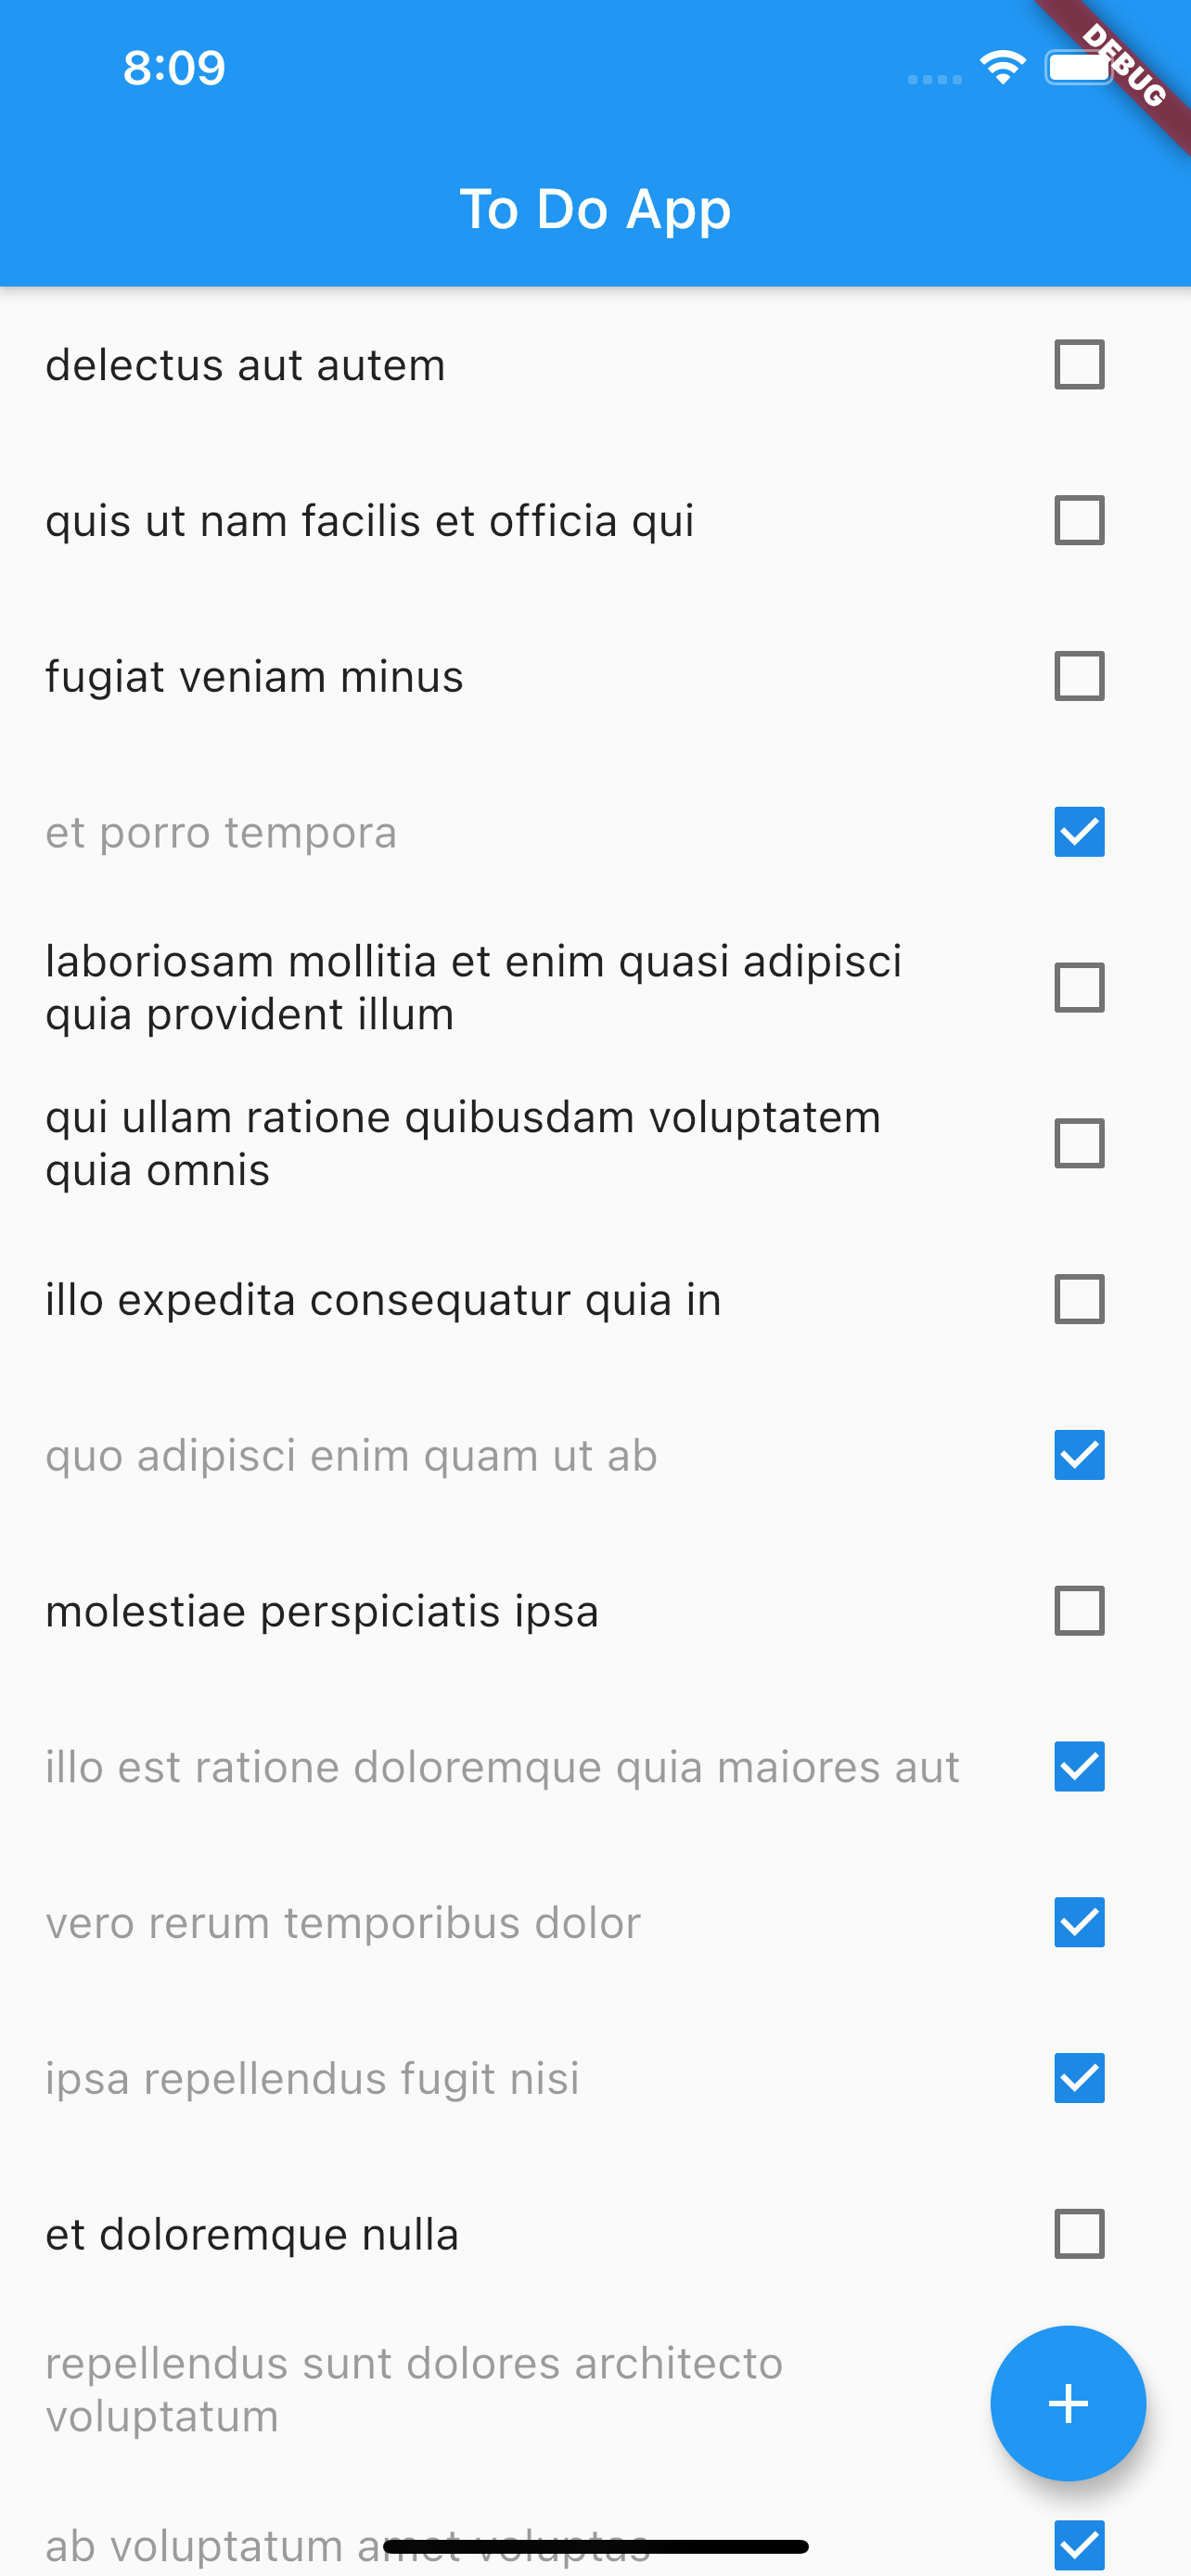 8:09
DEBUG
To Do App
delectus aut autem
quis ut nam facilis et officia qui
fugiat veniam minus
et porro tempora
laboriosam mollitia et enim quasi adipisci
quia provident illum
qui ullam ratione quibusdam voluptatem
quia omnis
illo expedita consequatur quia in
quo adipisci enim quam ut ab
molestiae perspiciatis ipsa
illo est ratione doloremque quia maiores aut
vero rerum temporibus dolor
ipsa repellendus fugit nisi
et doloremque nulla
repellendus sunt dolores architecto
voluptatum
ab voluptatum amet voluptas